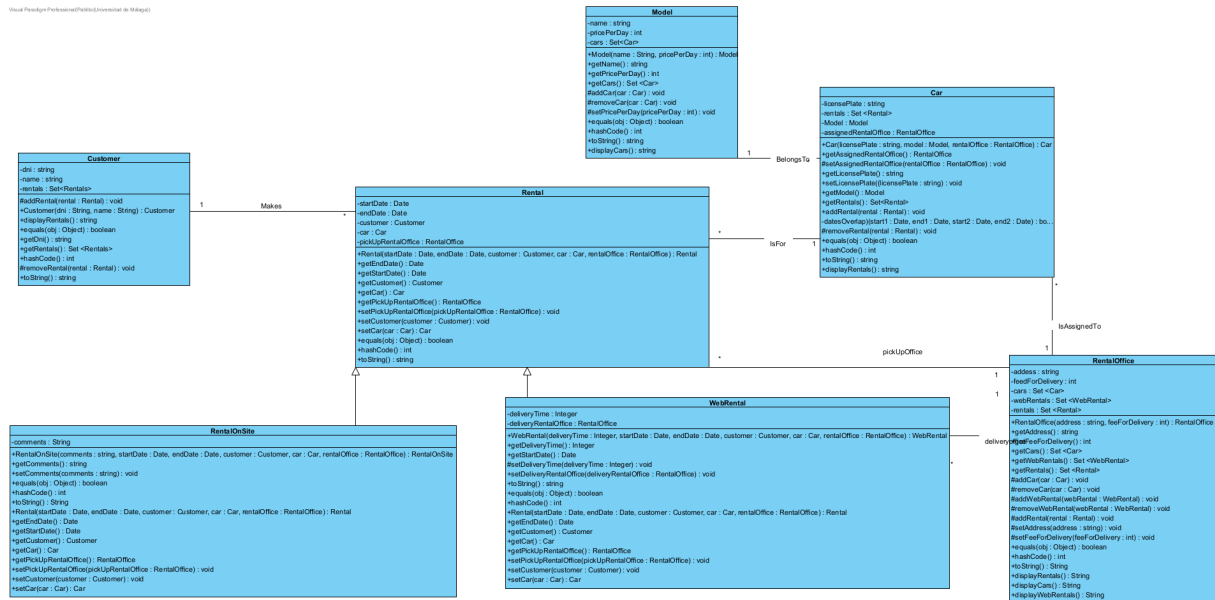 Visual Paradigm Professional(Pablito(Universidad de Málaga))
Model
-name : string
-pricePerDay : int
-cars : Set<Car>
+Model(name : String, pricePerDay : int) : Model
+getName() : string
+getPricePerDay() : int
+getCars() : Set <Car>
#addCar(car : Car) : void
#removeCar(car : Car) : void
#setPricePerDay(pricePerDay : int) : void
+equals(obj : Object) : boolean
+hashCode() : int
+toString() : string
+displayCars() : string
1
BelongsTo
*
Car
-licensePlate : string
-rentals : Set <Rental>
-Model : Model
-assignedRentalOffice : RentalOffice
+Car(licensePlate : string, model : Model, rentalOffice : RentalOffice) : Car
+getAssignedRentalOffice() : RentalOffice
#setAssignedRentalOffice(rentalOffice : RentalOffice) : void
+getLicensePlate() : string
+setLicensePlate((licensePlate : string) : void
+getModel() : Model
+getRentals() : Set<Rental>
+addRental(rental : Rental) : void
-datesOverlap)(start1 : Date, end1 : Date, start2 : Date, end2 : Date) : bo...
#removeRental(rental : Rental) : void
+equals(obj : Object) : boolean
+hashCode() : int
+toString() : string
+displayRentals() : string
Customer
-dni : string
-name : string
-rentals : Set<Rentals>
#addRental(rental : Rental) : void
+Customer(dni : String, name : String) : Customer
+displayRentals() : string
+equals(obj : Object) : boolean
+getDni() : string
+getRentals() : Set <Rentals>
+hashCode() : int
#removeRental(rental : Rental) : void
+toString() : string
1
Makes
*
Rental
-startDate : Date
-endDate : Date
-customer : Customer
-car : Car
-pickUpRentalOffice : RentalOffice
+Rental(startDate : Date, endDate : Date, customer : Customer, car : Car, rentalOffice : RentalOffice) : Rental
+getEndDate() : Date
+getStartDate() : Date
+getCustomer() : Customer
+getCar() : Car
+getPickUpRentalOffice() : RentalOffice
+setPickUpRentalOffice(pickUpRentalOffice : RentalOffice) : void
+setCustomer(customer : Customer) : void
+setCar(car : Car) : Car
+equals(obj : Object) : boolean
+hashCode() : int
+toString() : string
*
IsFor
1
*
IsAssignedTo
1
pickUpOffice
*
1
RentalOffice
-addess : string
-feedForDelivery : int
-cars : Set <Car>
-webRentals : Set <WebRental>
-rentals : Set <Rental>
+RentalOffice(address : string, feeForDelivery : int) : RentalOffice
+getAddress() : string
+getFeeForDelivery() : int
+getCars() : Set <Car>
+getWebRentals() : Set <WebRental>
+getRentals() : Set <Rental>
#addCar(car : Car) : void
#removeCar(car : Car) : void
#addWebRental(webRental : WebRental) : void
#removeWebRental(webRental : WebRental) : void
#addRental(rental : Rental) : void
#setAddress(address : string) : void
#setFeeForDelivery(feeForDelivery : int) : void
+equals(obj : Object) : boolean
+hashCode() : int
+toString() : String
+displayRentals() : String
+displayCars() : String
+displayWebRentals() : String
RentalOnSite
-comments : String
+RentalOnSite(comments : string, startDate : Date, endDate : Date, customer : Customer, car : Car, rentalOffice : RentalOffice) : RentalOnSite
+getComments() : string
+setComments(comments : string) : void
+equals(obj : Object) : boolean
+hashCode() : int
+toString() : String
+Rental(startDate : Date, endDate : Date, customer : Customer, car : Car, rentalOffice : RentalOffice) : Rental
+getEndDate() : Date
+getStartDate() : Date
+getCustomer() : Customer
+getCar() : Car
+getPickUpRentalOffice() : RentalOffice
+setPickUpRentalOffice(pickUpRentalOffice : RentalOffice) : void
+setCustomer(customer : Customer) : void
+setCar(car : Car) : Car
WebRental
-deliveryTime : Integer
-deliveryRentalOffice : RentalOffice
+WebRental(deliveryTime : Integer, startDate : Date, endDate : Date, customer : Customer, car : Car, rentalOffice : RentalOffice) : WebRental
+getDeliveryTime() : Integer
+getStartDate() : Date
#setDeliveryTime(deliveryTime : Integer) : void
+setDeliveryRentalOffice(deliveryRentalOffice : RentalOffice) : void
+toString() : string
+equals(obj : Object) : boolean
+hashCode() : int
+Rental(startDate : Date, endDate : Date, customer : Customer, car : Car, rentalOffice : RentalOffice) : Rental
+getEndDate() : Date
+getCustomer() : Customer
+getCar() : Car
+getPickUpRentalOffice() : RentalOffice
+setPickUpRentalOffice(pickUpRentalOffice : RentalOffice) : void
+setCustomer(customer : Customer) : void
+setCar(car : Car) : Car
1
*